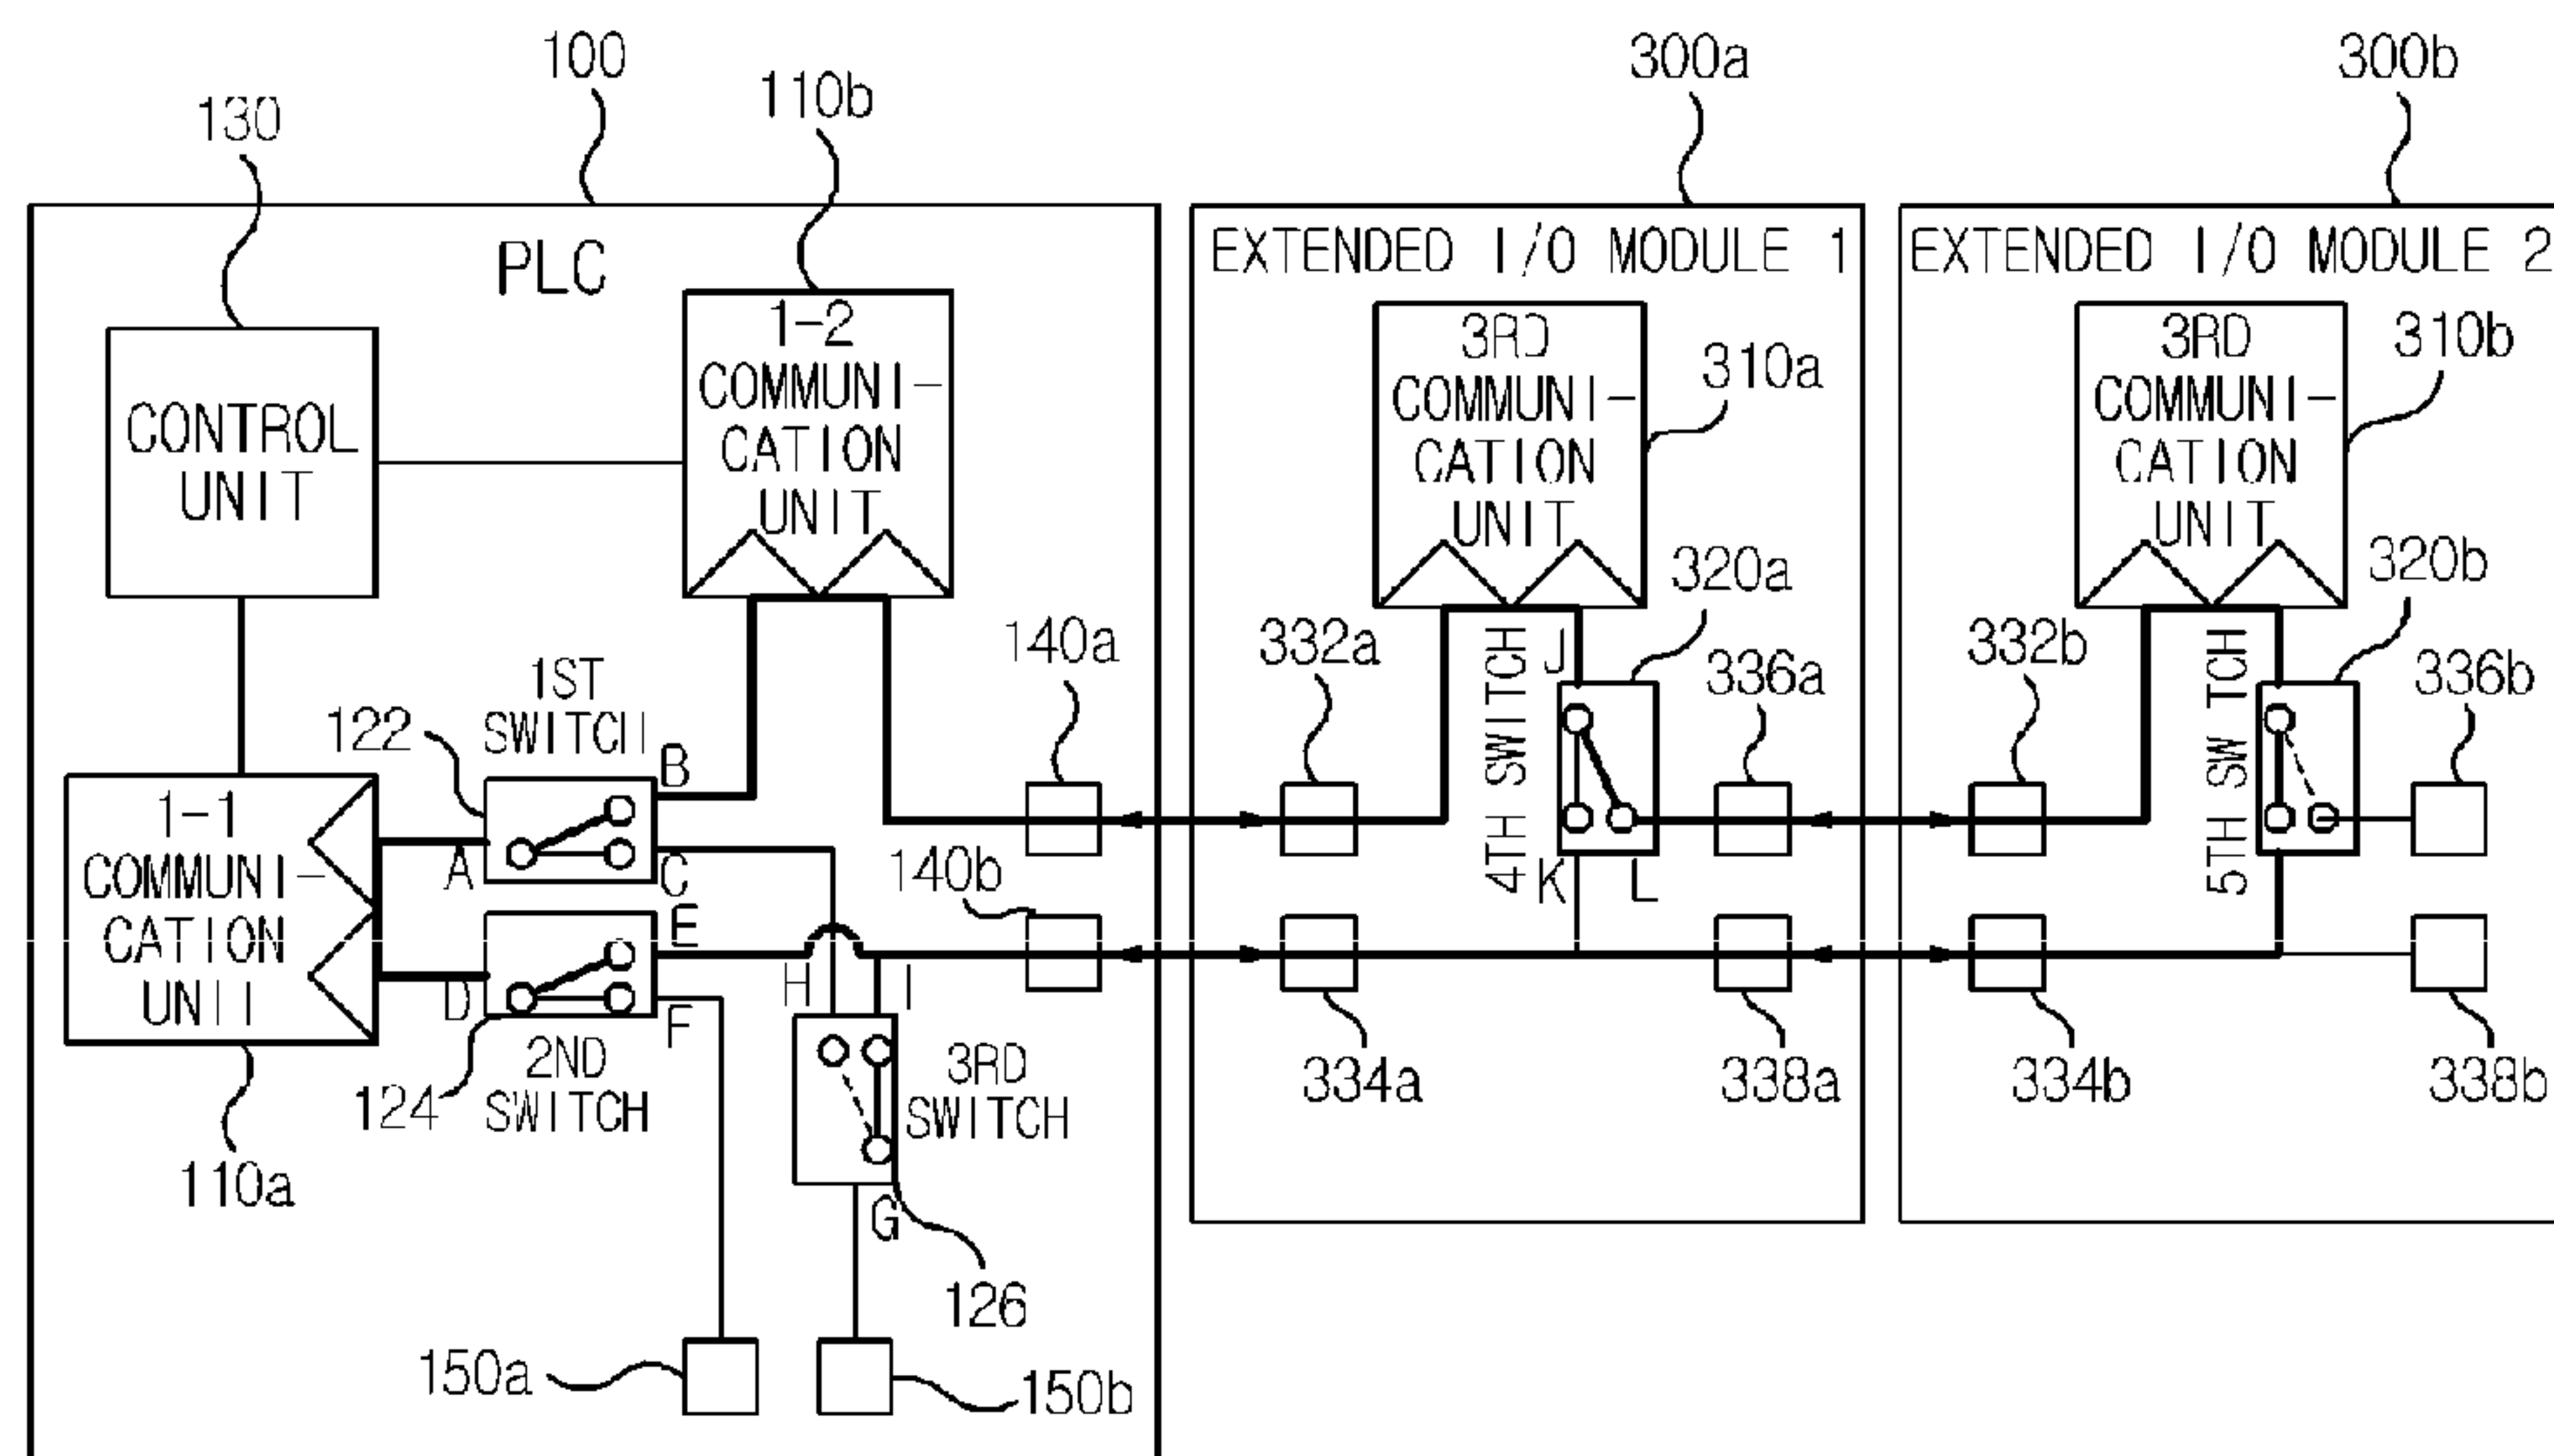 100
300a
300b
130
110b
PLC
EXTENDED I/O MODULE 1
EXTENDED I/O MODULE 2
CONTROL
UNIT
1-2
COMMUNI-
CATION
UNIT
3RD
COMMUNI-
CATION
UNIT
310a
3RD
COMMUNI-
CATION
UNIT
310b
320a
320b
140a
332a
4TH SWITCH
J
336a
332b
5TH SWITCH
336b
1ST
SWITCH
122
B
A
C
1-1
COMMUNI-
CATION
UNIT
140b
K
L
E
D
F
H
I
2ND
SWITCH
124
3RD
SWITCH
334a
338a
334b
338b
110a
G
126
150a
150b